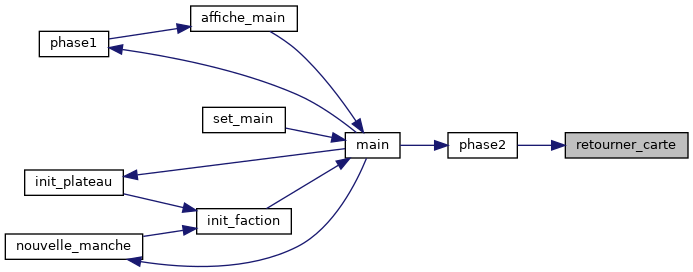 affiche_main
phase1
set_main
main
phase2
retourner_carte
init_plateau
init_faction
nouvelle_manche